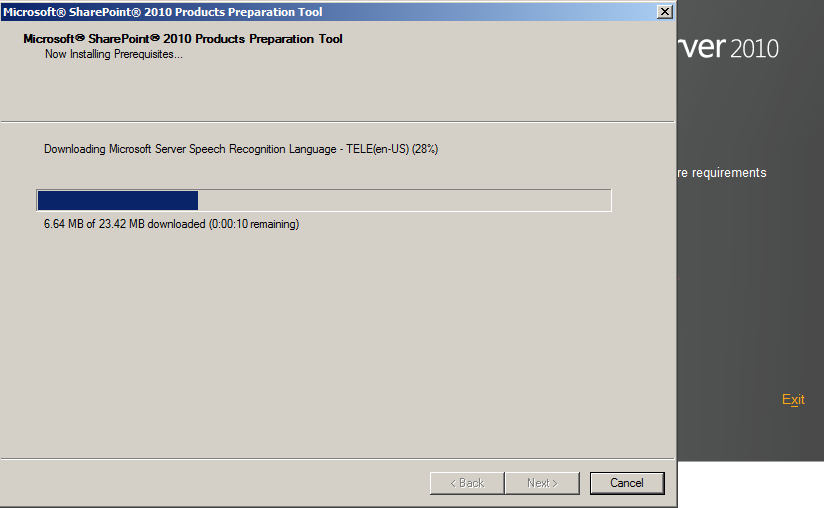 Microsoft® SharePoint® 2010 Products Preparation Tool
Microsoft® SharePoint® 2010 Products Preparation Tool
Now Installing Prerequisites...
rver 2010
Downloading Microsoft Server Speech Recognition Language - TELE(en-US) (28%)
re requirements
6.64 MB of 23.42 MB downloaded (0:00:10 remaining)
Exit
< Back
Next >
Cancel